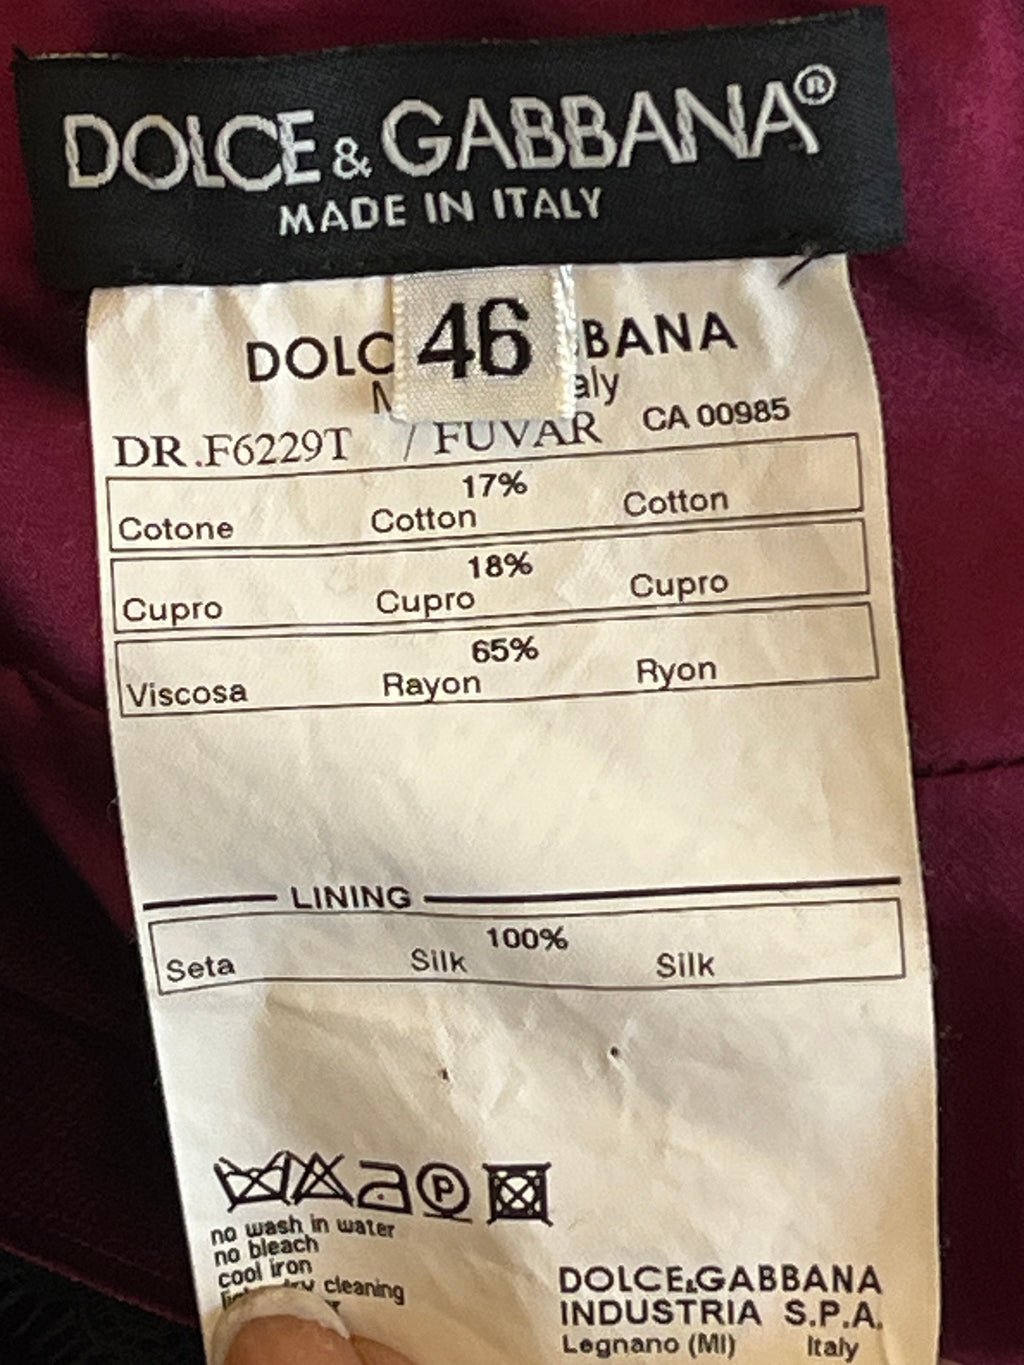 DOLCE & GABBANA®
MADE IN ITALY
46
DOLC BANA
M aly
DR.F6229T / FUVAR CA 00985
17%
Cotone Cotton Cotton
18%
Cupro Cupro Cupro
65%
Viscosa Rayon Ryon
LINING
100%
Seta Silk Silk
P
no wash in water
no bleach
cool iron
cleaning
DOLCE&GABBANA
INDUSTRIA S.P.A.
Legnano (MI) Italy